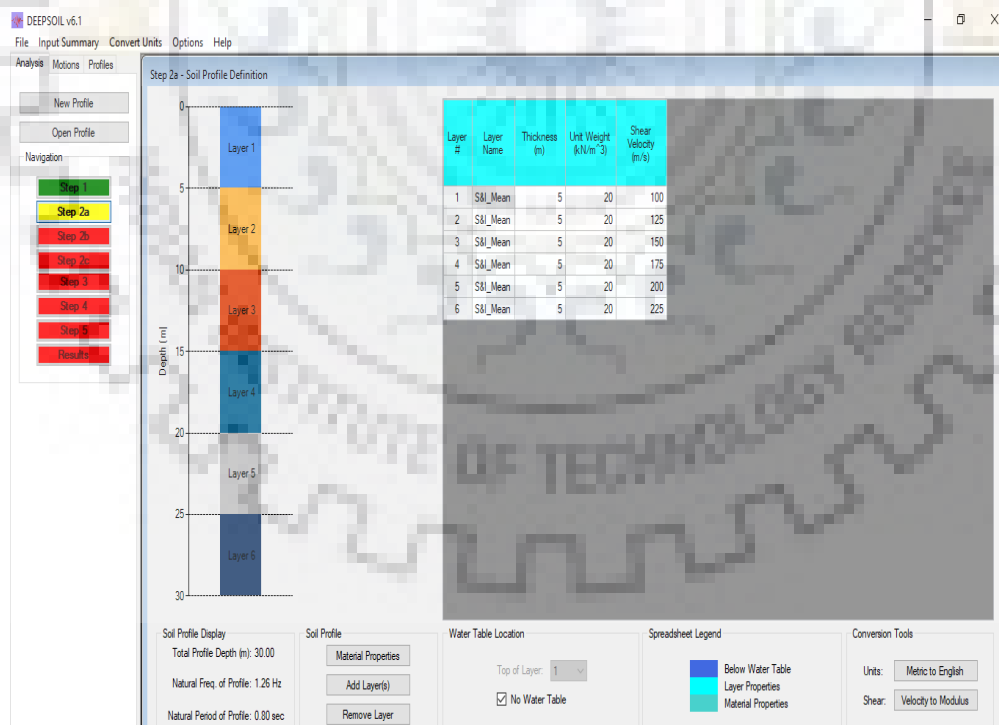 DEEPSOIL v6.1
File Input Summary Convert Units Options Help
Analysis Motions Profiles
New Profile
Open Profile
Navigation
Step 1
Step 2a
Step 2b
Step 2c
Step 3
Step 4
Step 5
Results
Step 2a - Soil Profile Definition
Depth (m)
0
5
10
15
20
25
30
Layer 1
Layer 2
Layer 3
Layer 4
Layer 5
Layer 6
Layer # Layer Name Thickness (m) Unit Weight (kN/m^3) Shear Velocity (m/s)
1 S&I_Mean 5 20 100
2 S&I_Mean 5 20 125
3 S&I_Mean 5 20 150
4 S&I_Mean 5 20 175
5 S&I_Mean 5 20 200
6 S&I_Mean 5 20 225
OF TECHNOLOGY
Soil Profile Display
Total Profile Depth (m): 30.00
Natural Freq. of Profile: 1.26 Hz
Natural Period of Profile: 0.80 sec
Soil Profile
Material Properties
Add Layer(s)
Remove Layer
Water Table Location
Top of Layer: 1
No Water Table
Spreadsheet Legend
Below Water Table
Layer Properties
Material Properties
Conversion Tools
Units: Metric to English
Shear: Velocity to Modulus